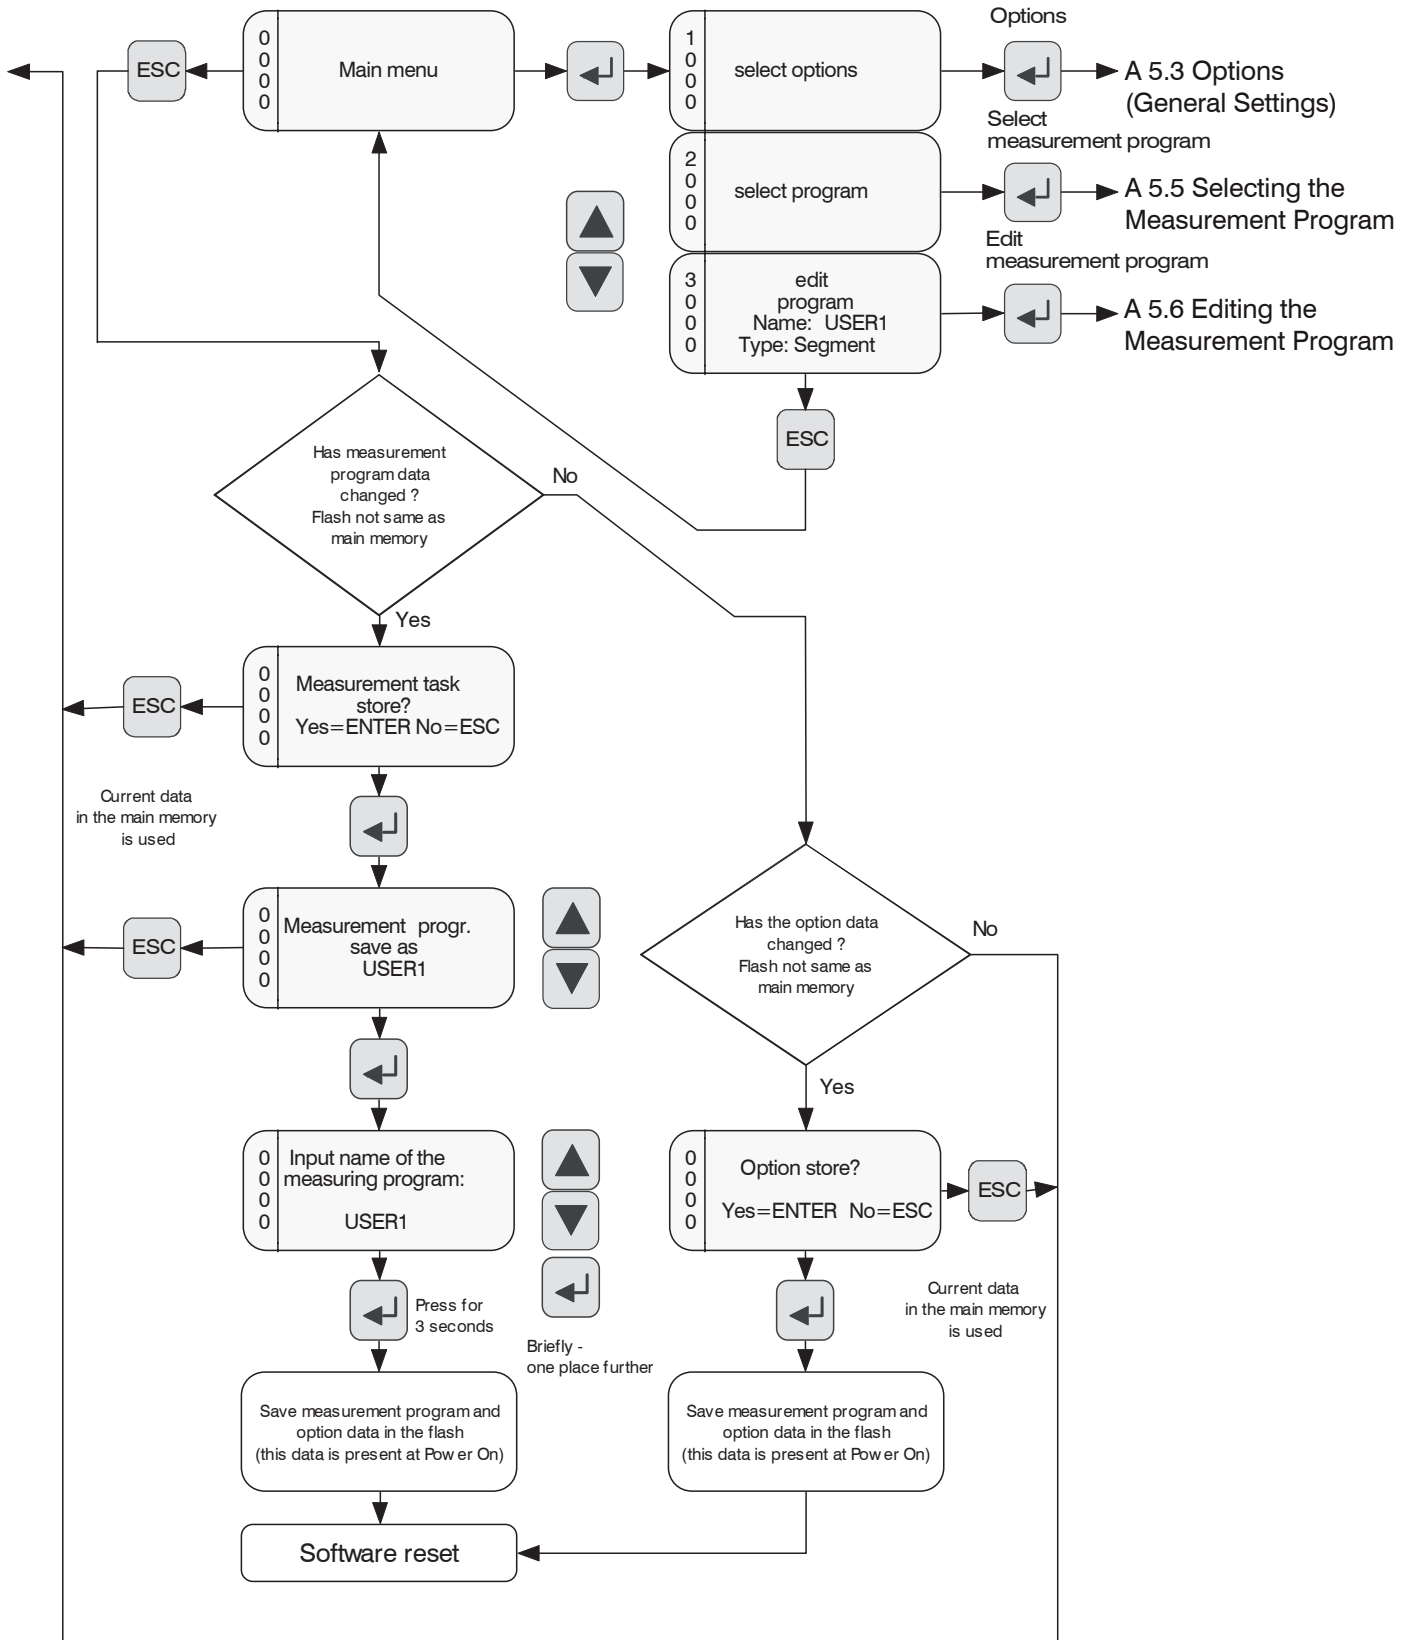 Options
ESC
0
0
0
0
Main menu
1
0
0
0
select options
A 5.3 Options
(General Settings)
Select
measurement program
2
0
0
0
select program
A 5.5 Selecting the
Measurement Program
Edit
measurement program
3
0
0
0
edit
program
Name: USER1
Type: Segment
A 5.6 Editing the
Measurement Program
ESC
Has measurement
program data
changed ?
Flash not same as
main memory
No
Yes
ESC
0
0
0
0
Measurement task
store?
Yes=ENTER No=ESC
Current data
in the main memory
is used
ESC
0
0
0
0
Measurement progr.
save as
USER1
Has the option data
changed ?
Flash not same as
main memory
No
Yes
0
0
0
0
Input name of the
measuring program:
USER1
0
0
0
0
Option store?
Yes=ENTER No=ESC
ESC
Press for
3 seconds
Briefly -
one place further
Current data
in the main memory
is used
Save measurement program and
option data in the flash
(this data is present at Power On)
Save measurement program and
option data in the flash
(this data is present at Power On)
Software reset